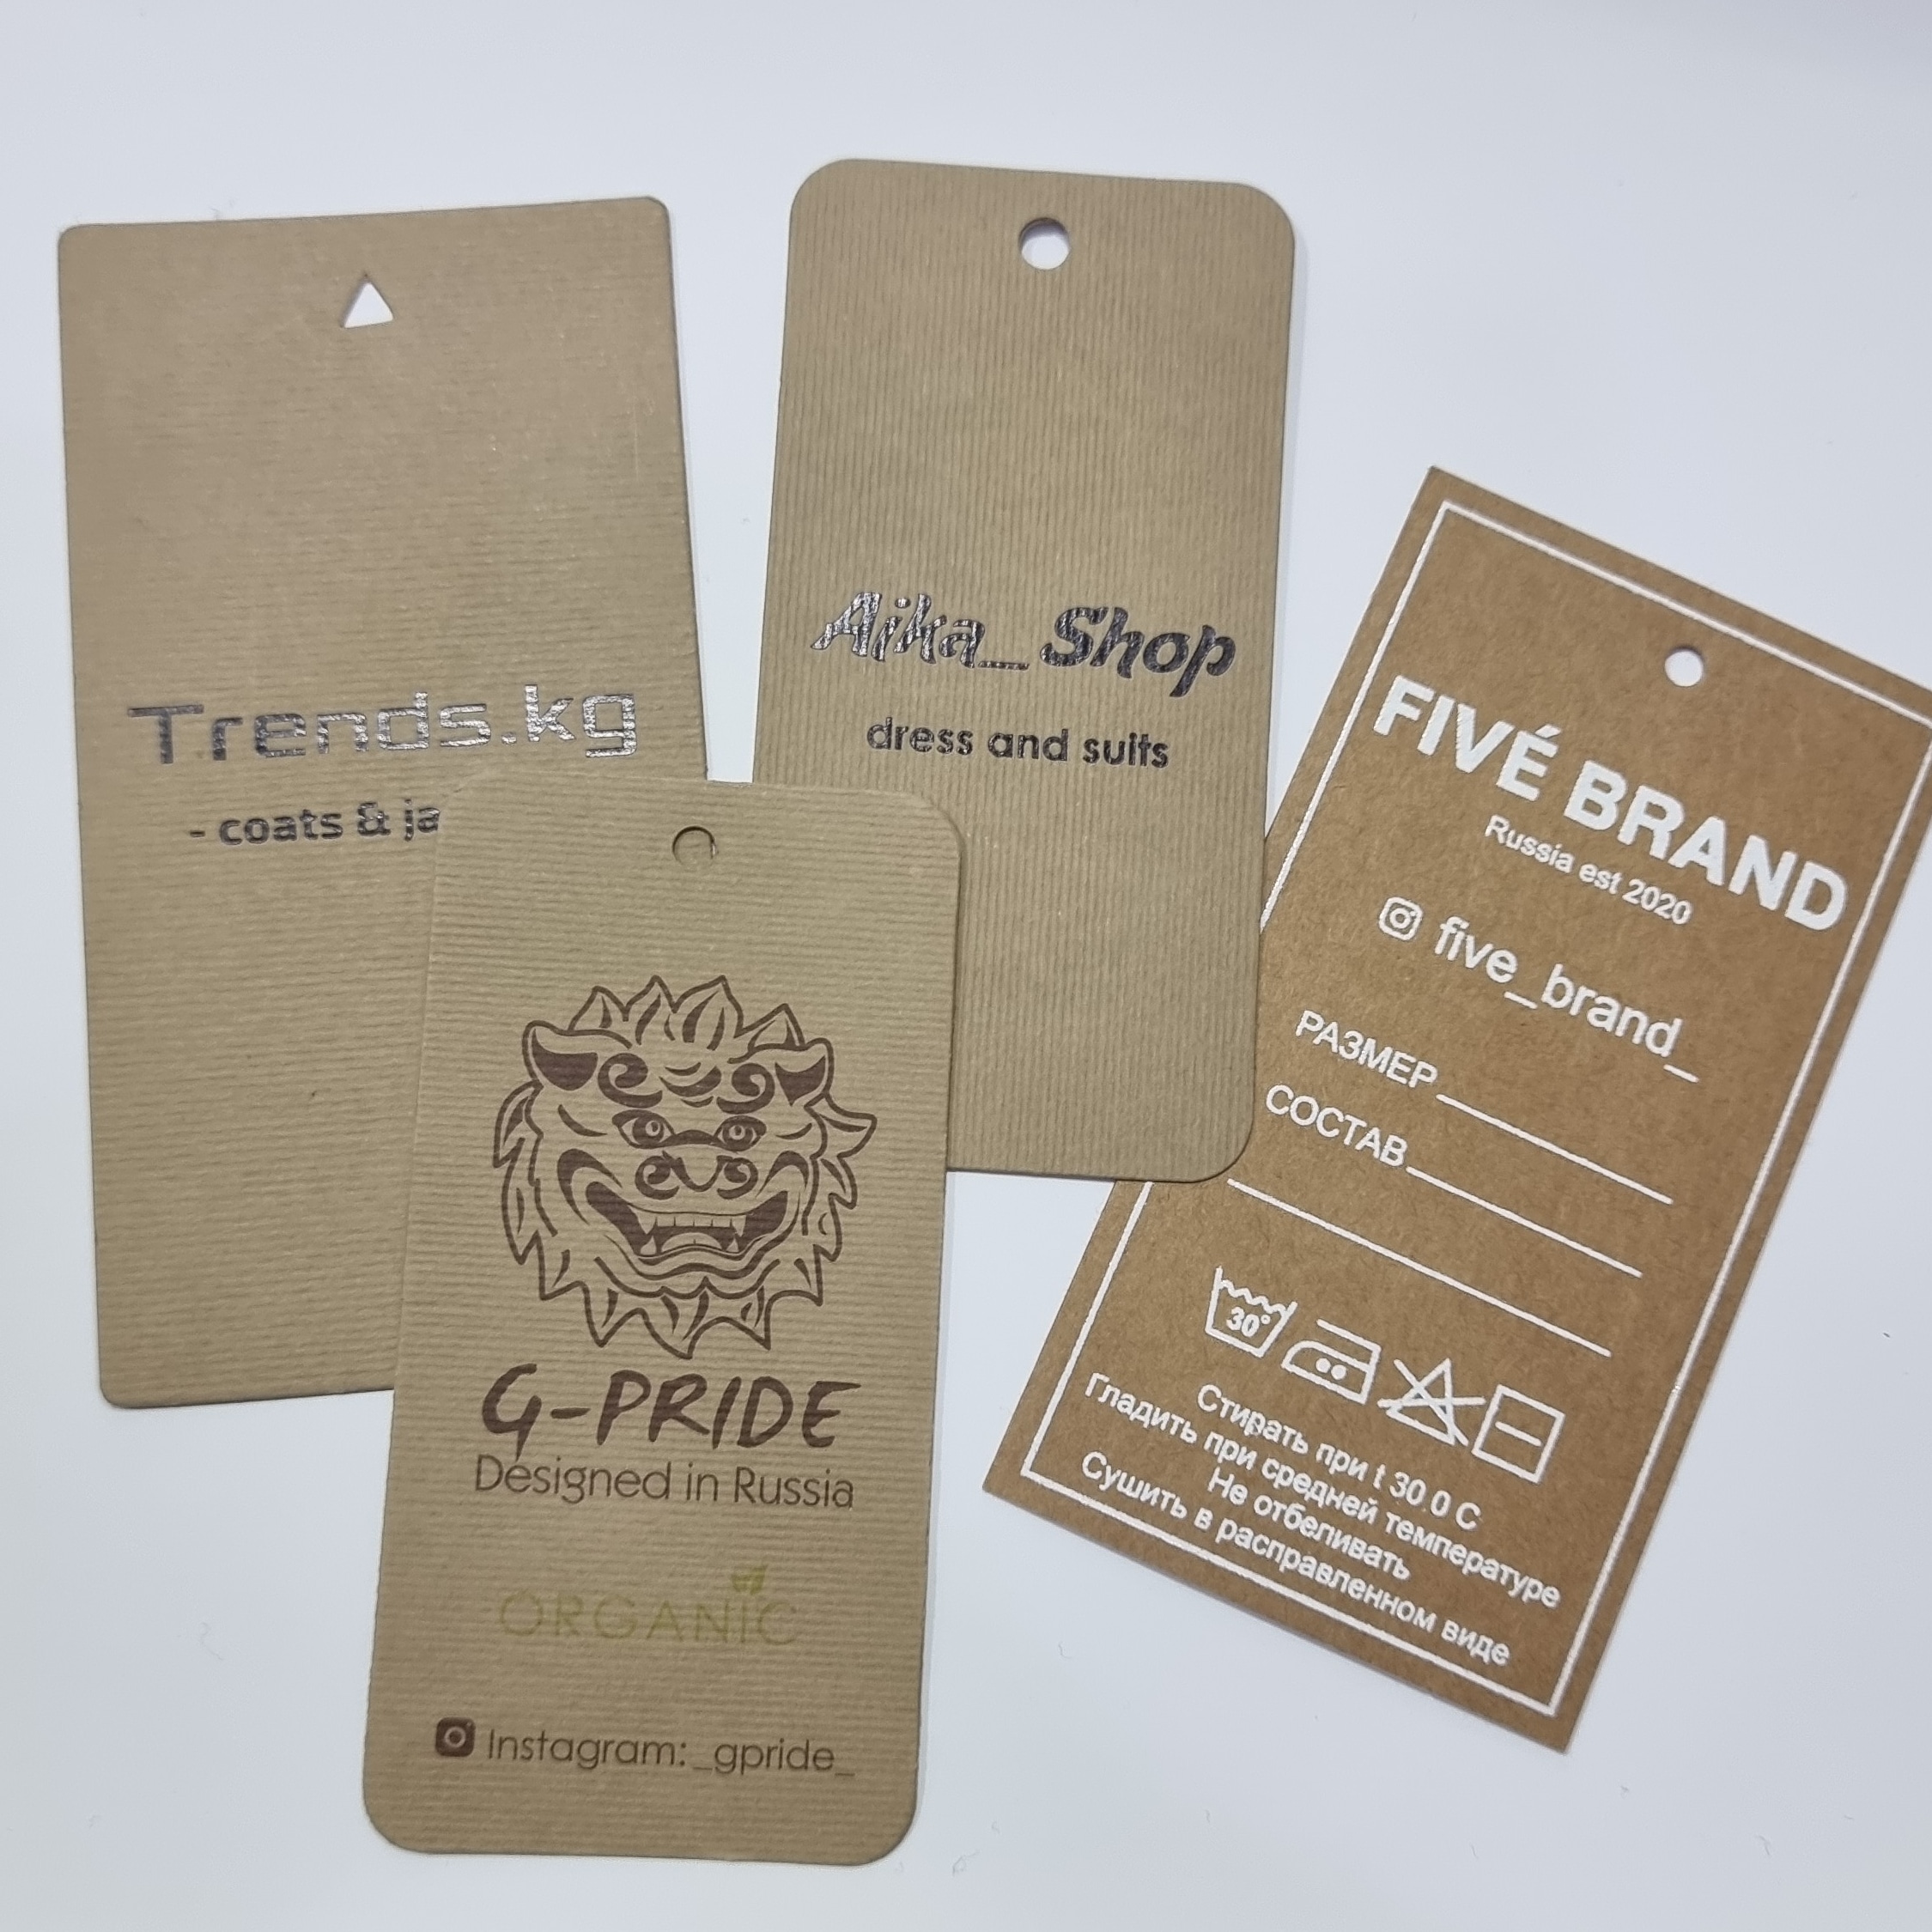 Trends.kg
- coats & ja
Aika_Shop
dress and suits
FIVÉ BRAND
Russia est 2020
five_brand_
РАЗМЕР
СОСТАВ
30°
Стирать при t 30.0 C
Гладить при средней температуре
Не отбеливать
Сушить в расправленном виде
G-PRIDE
Designed in Russia
ORGANIC
Instagram:_gpride_